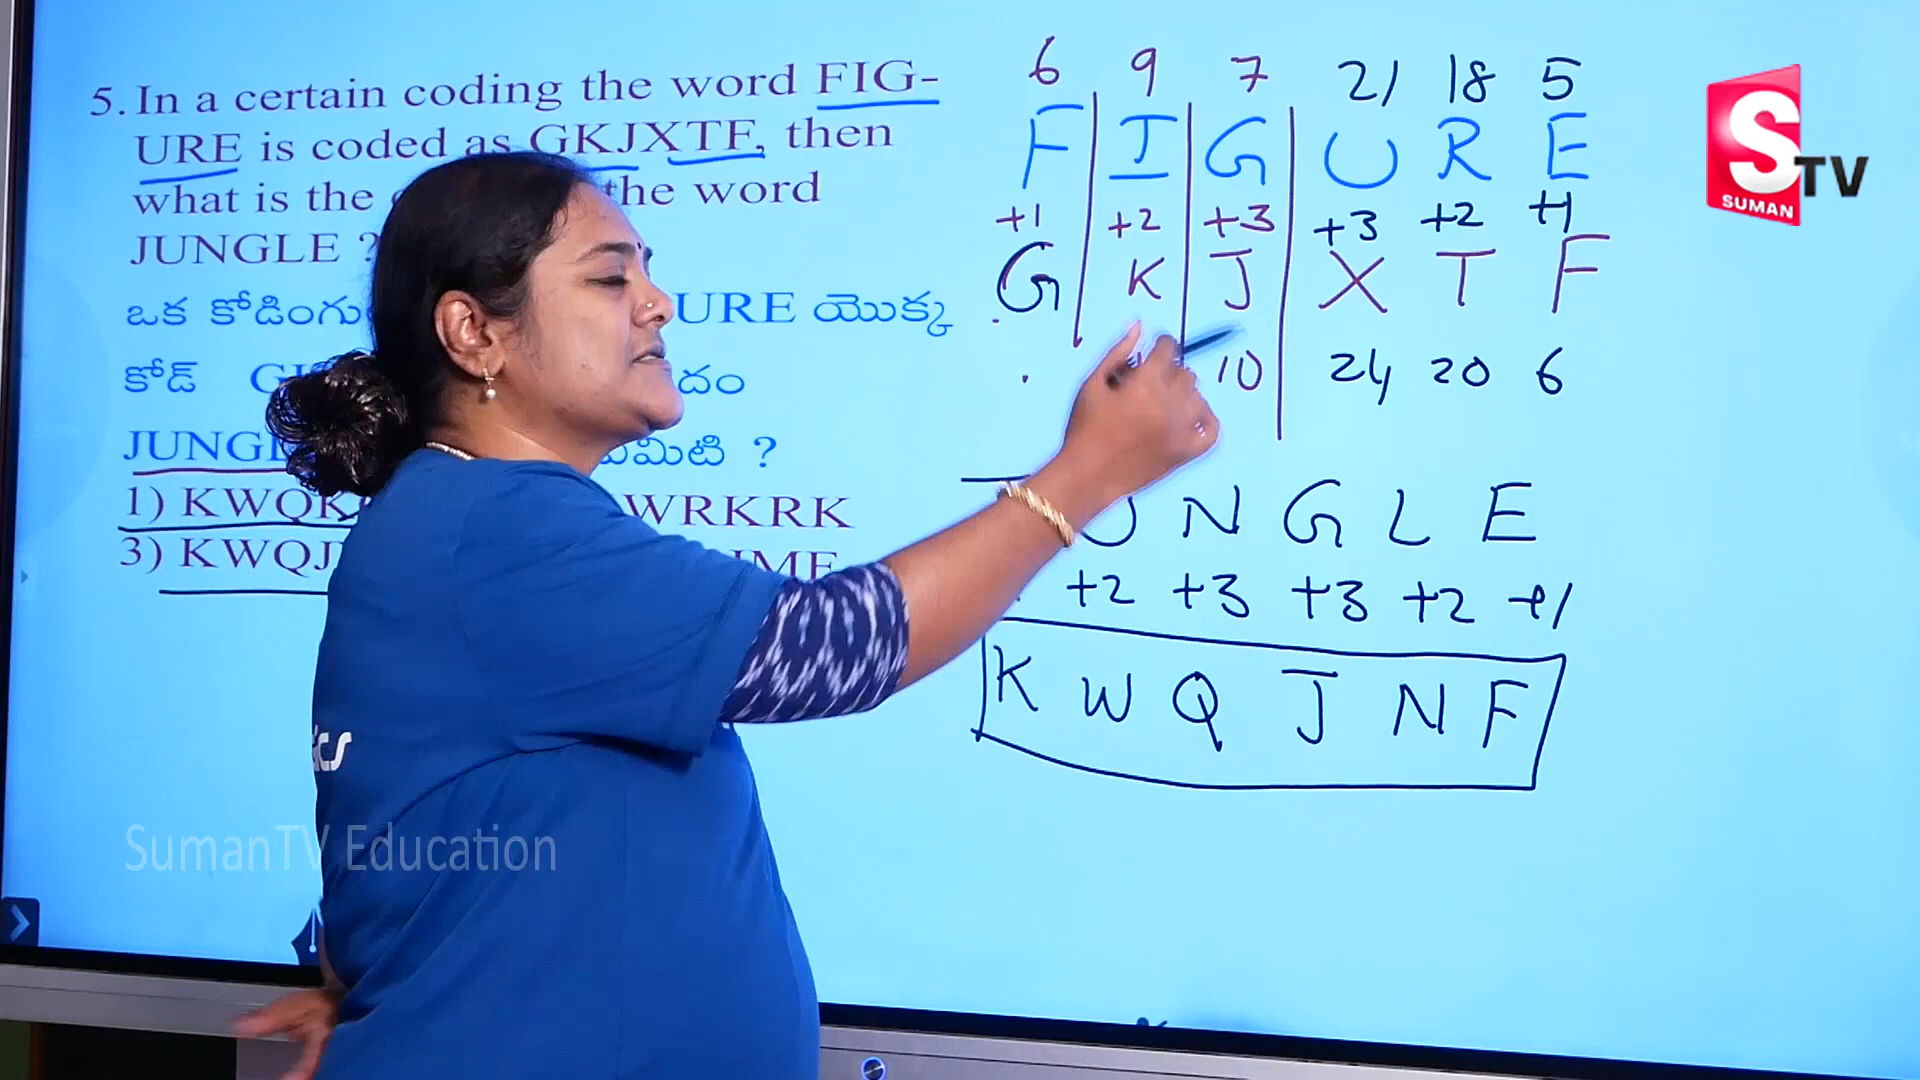 5. In a certain coding the word FIG-
URE is coded as GKJXTF, then
what is the the word
JUNGLE ?
ఒక URE యొక్క
కోడ్
?
1) KWQK WRKRK
3) KWQJ
6 9 7 21 18 5
F I G U R E
+1 +2 +3 +3 +2 +1
G K J X T F
10 24 20 6
U N G L E
+2 +3 +3 +2 +1
K W Q J N F
S TV
SUMAN
ics
SumanTV Education